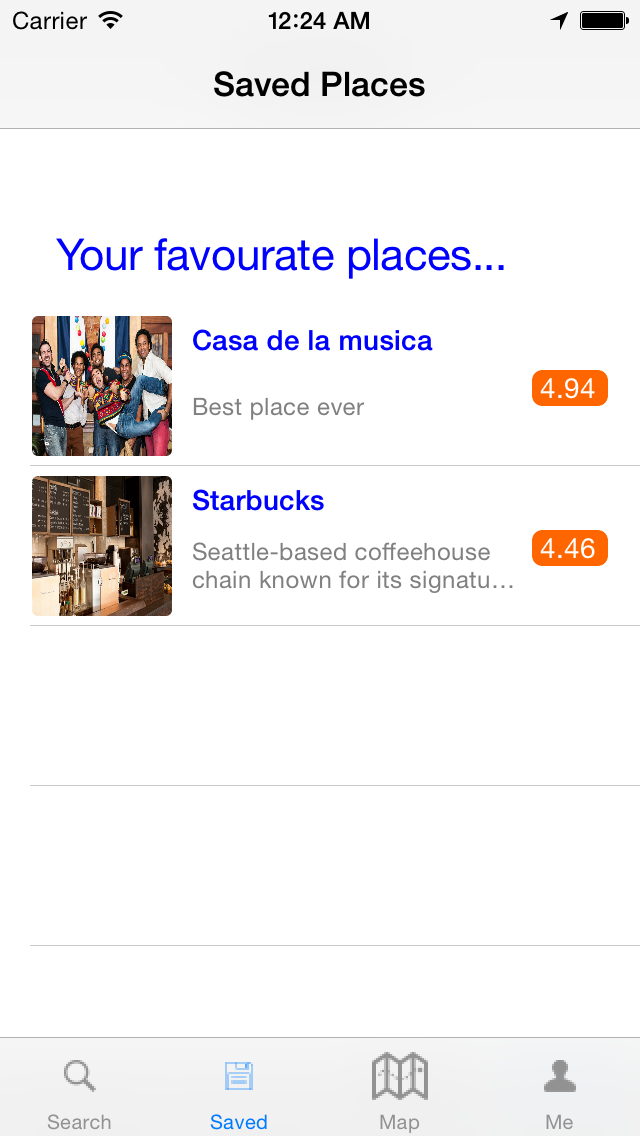 Carrier 12:24 AM
Saved Places
Your favourate places...
Casa de la musica
Best place ever
4.94
Starbucks
Seattle-based coffeehouse
chain known for its signatu...
4.46
Search Saved Map Me